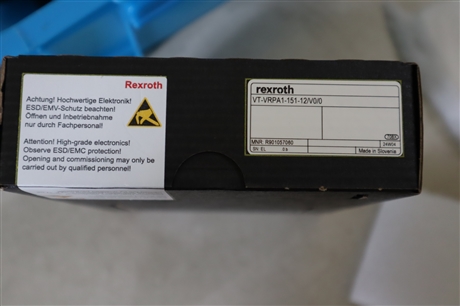 Rexroth
Achtung! Hochwertige Elektronik!
ESD/EMV-Schutz beachten!
Öffnen und Inbetriebnahme
nur durch Fachpersonal!
Attention! High-grade electronics!
Observe ESD/EMC protection!
Opening and commissioning may only be
carried out by qualified personnel!
rexroth
VT-VRPA1-151-12/V0/0
MNR: R901057060
Made in Slovenia